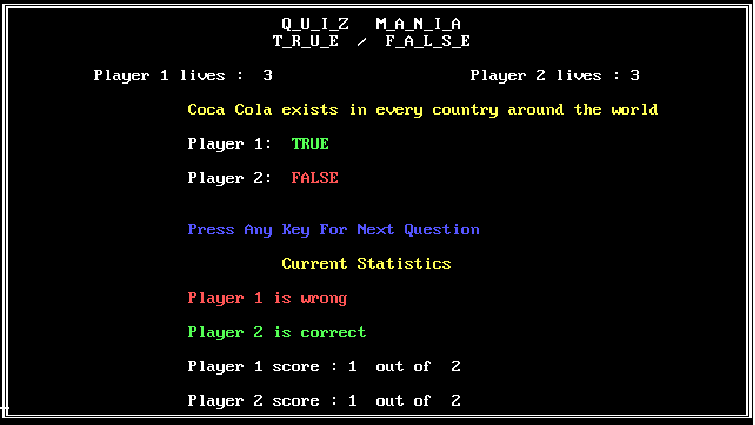 Q_U_I_Z M_A_N_I_A
T_R_U_E / F_A_L_S_E
Player 1 lives : 3 Player 2 lives : 3
Coca Cola exists in every country around the world
Player 1: TRUE
Player 2: FALSE
Press Any Key For Next Question
Current Statistics
Player 1 is wrong
Player 2 is correct
Player 1 score : 1 out of 2
Player 2 score : 1 out of 2